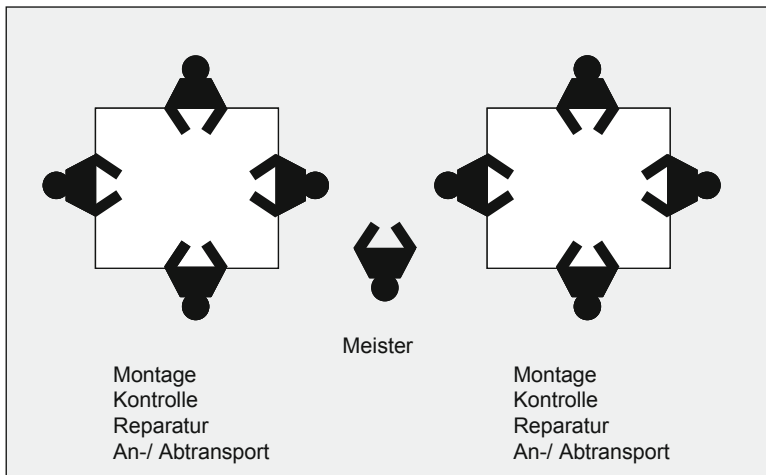 Meister
Montage
Kontrolle
Reparatur
An-/ Abtransport
Montage
Kontrolle
Reparatur
An-/ Abtransport